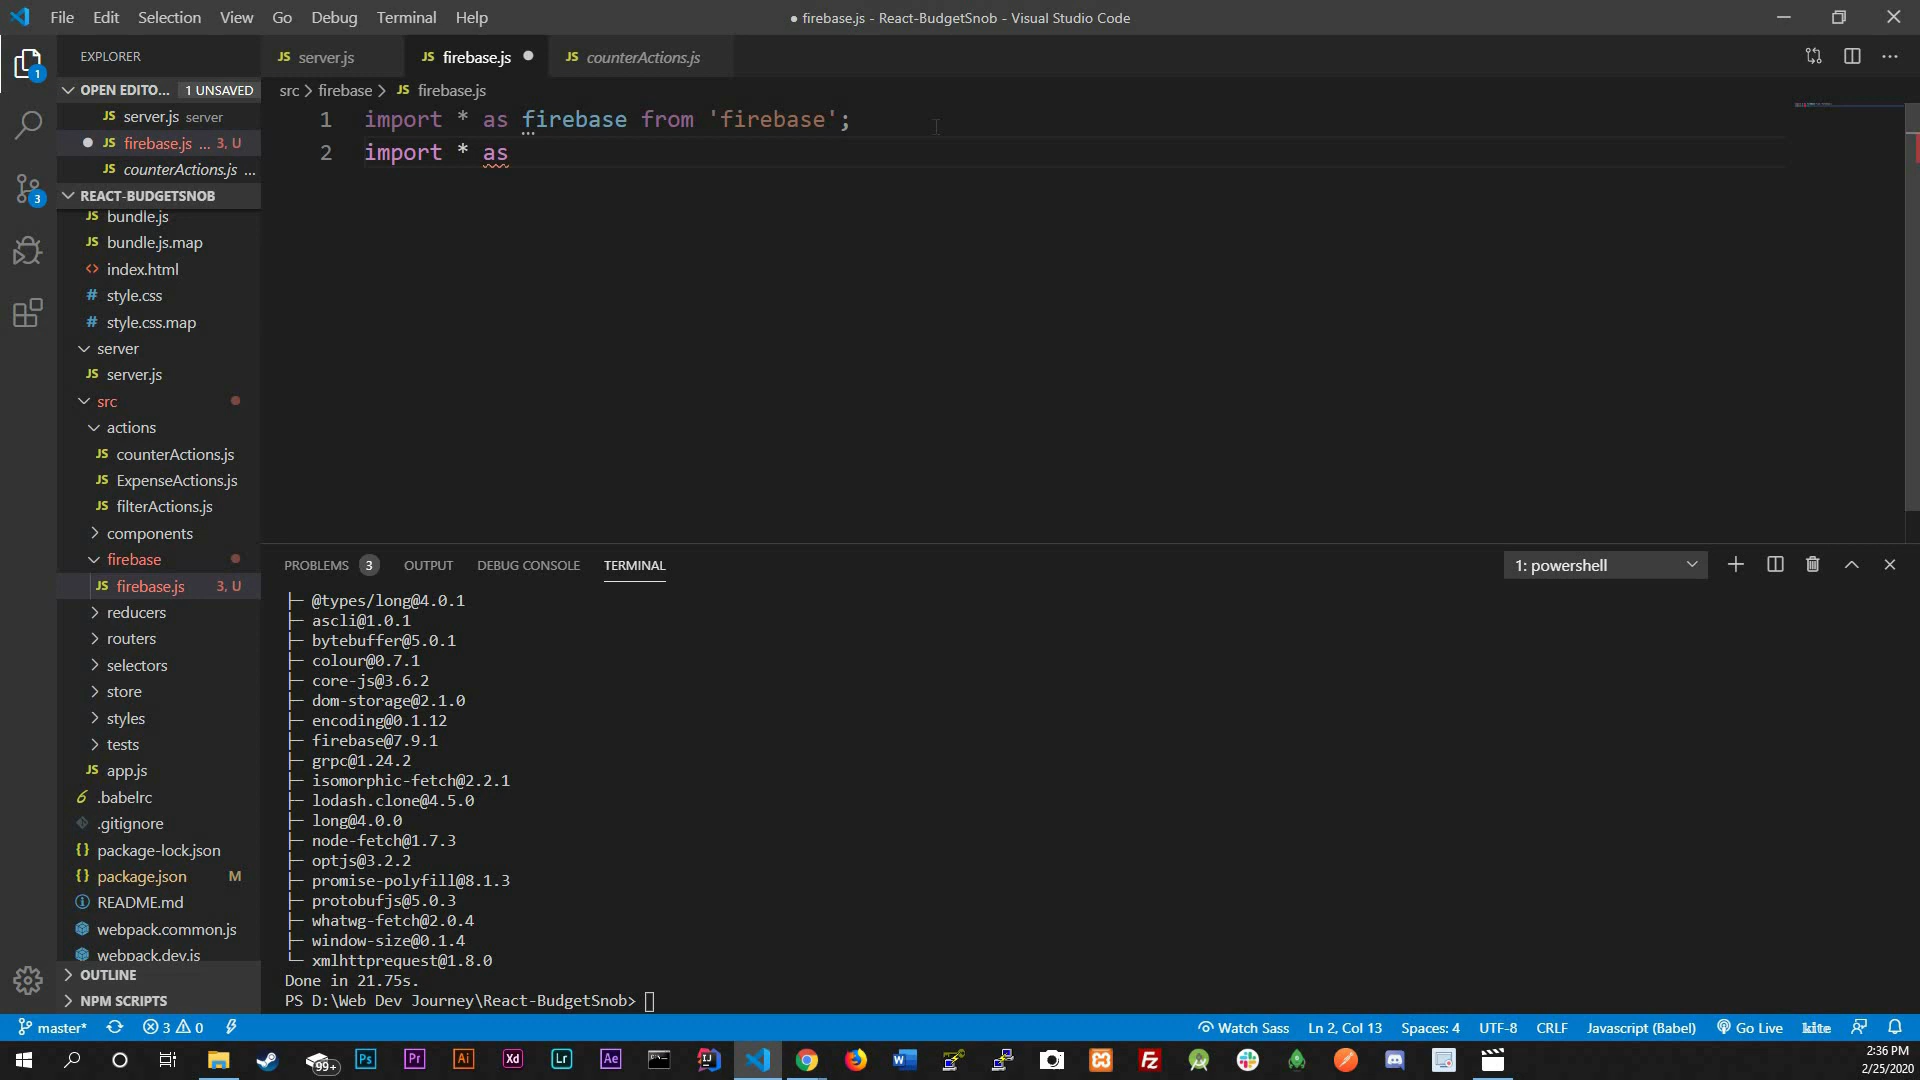 File Edit Selection View Go Debug Terminal Help
● firebase.js - React-BudgetSnob - Visual Studio Code
EXPLORER
JS server.js
JS firebase.js
JS counterActions.js
OPEN EDITO... 1 UNSAVED
src > firebase > JS firebase.js
JS server.js server
JS firebase.js ... 3, U
JS counterActions.js ...
1 import * as firebase from 'firebase';
2 import * as
1
3
REACT-BUDGETSNOB
JS bundle.js
JS bundle.js.map
<> index.html
# style.css
# style.css.map
server
JS server.js
src
actions
JS counterActions.js
JS ExpenseActions.js
JS filterActions.js
components
firebase
JS firebase.js 3, U
reducers
routers
selectors
store
styles
tests
JS app.js
.babelrc
.gitignore
{} package-lock.json
{} package.json M
README.md
webpack.common.js
webpack.dev.js
OUTLINE
NPM SCRIPTS
PROBLEMS 3 OUTPUT DEBUG CONSOLE TERMINAL
1: powershell
├─ @types/long@4.0.1
├─ ascli@1.0.1
├─ bytebuffer@5.0.1
├─ colour@0.7.1
├─ core-js@3.6.2
├─ dom-storage@2.1.0
├─ encoding@0.1.12
├─ firebase@7.9.1
├─ grpc@1.24.2
├─ isomorphic-fetch@2.2.1
├─ lodash.clone@4.5.0
├─ long@4.0.0
├─ node-fetch@1.7.3
├─ optjs@3.2.2
├─ promise-polyfill@8.1.3
├─ protobufjs@5.0.3
├─ whatwg-fetch@2.0.4
├─ window-size@0.1.4
└─ xmlhttprequest@1.8.0
Done in 21.75s.
PS D:\Web Dev Journey\React-BudgetSnob>
master* 3 0 Watch Sass Ln 2, Col 13 Spaces: 4 UTF-8 CRLF Javascript (Babel) Go Live kite
99+ Ps Pr Ai Xd Lr Ae IJ W Fz
2:36 PM
2/25/2020